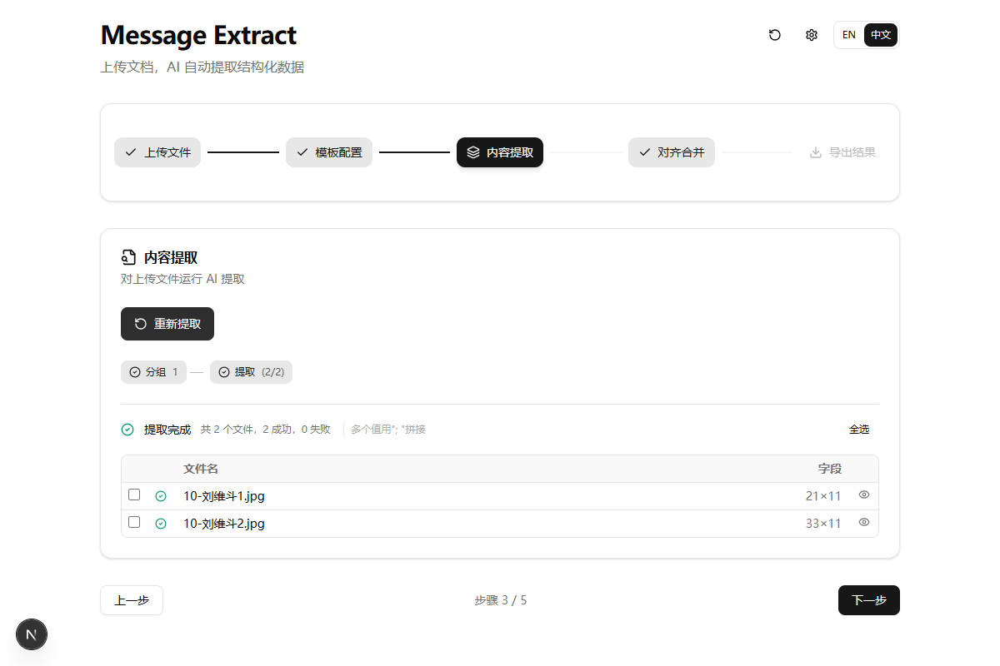 Message Extract
EN 中文
上传文档，AI 自动提取结构化数据
上传文件 模板配置 内容提取 对齐合并 导出结果
内容提取
对上传文件运行 AI 提取
重新提取
分组 1 — 提取 (2/2)
提取完成 共 2 个文件，2 成功，0 失败 多个值用"; "拼接 全选
文件名 字段
10-刘维斗1.jpg 21×11
10-刘维斗2.jpg 33×11
上一步 步骤 3 / 5 下一步
N